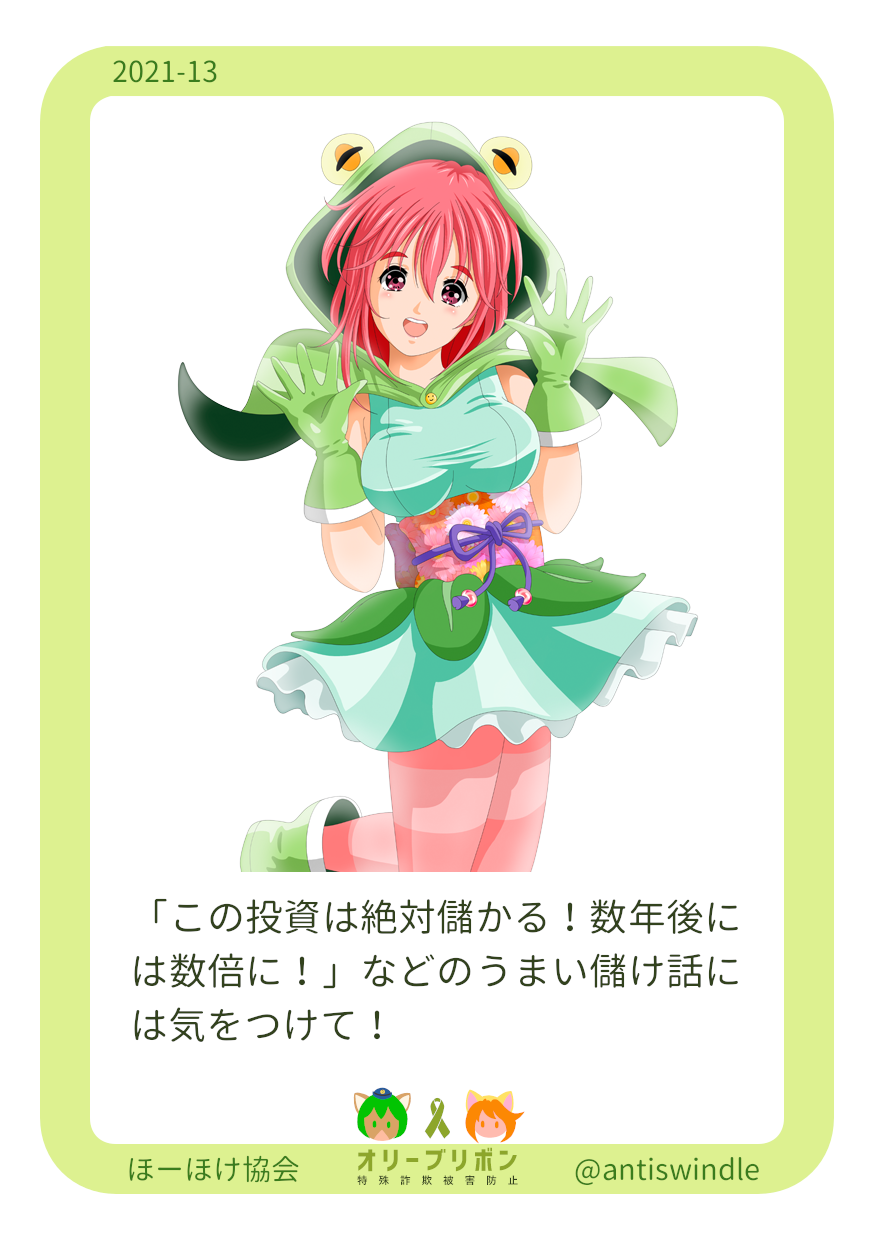 2021-13
「この投資は絶対儲かる！数年後に
は数倍に！」などのうまい儲け話に
は気をつけて！
ほーほけ協会
オリーブリボン
特殊詐欺被害防止
@antiswindle